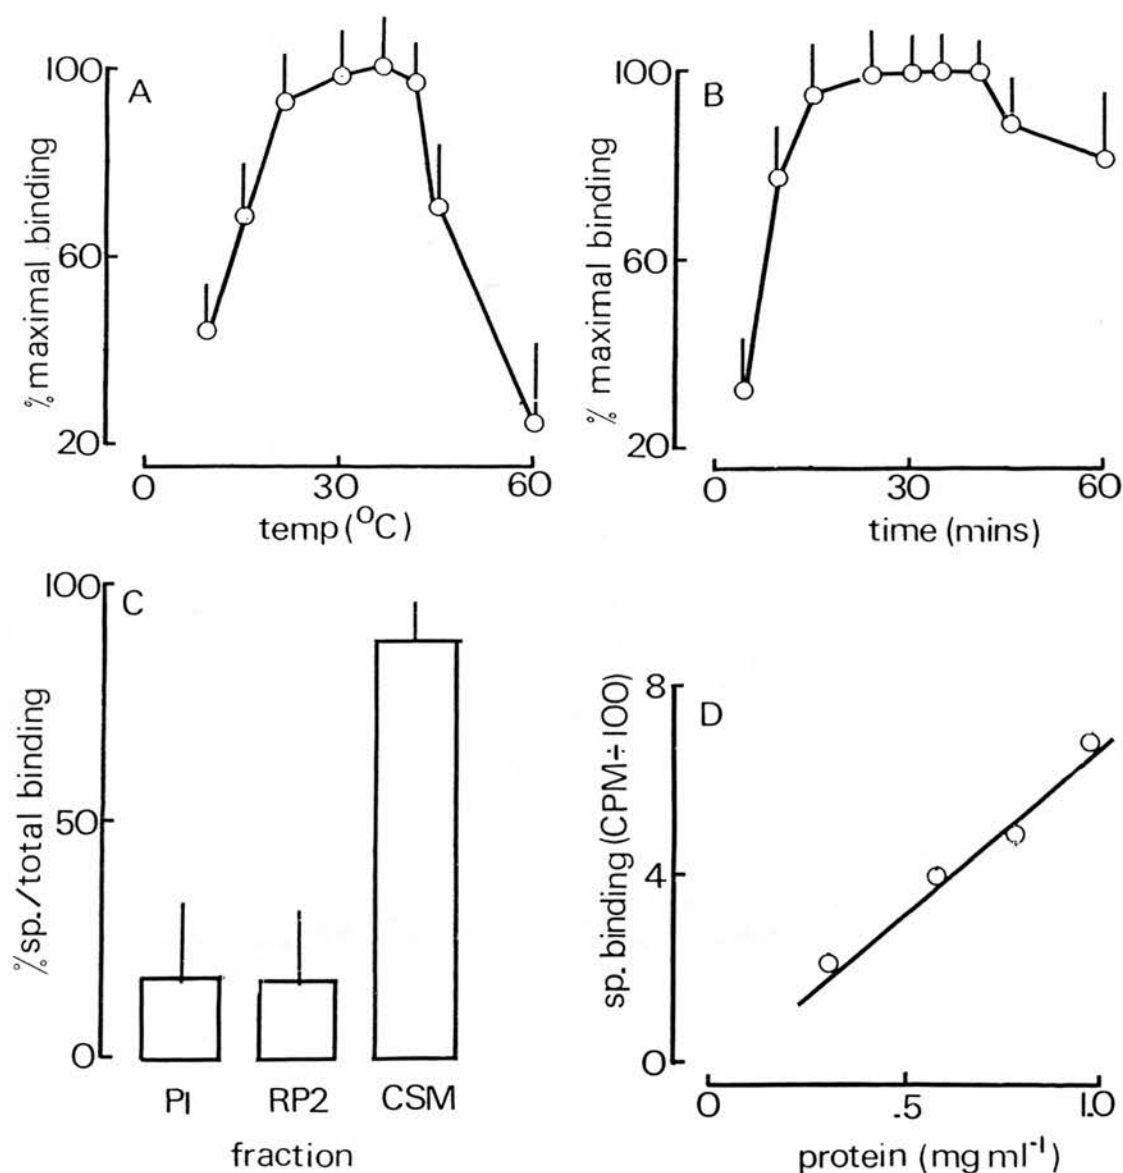 A
% maximal binding
100
60
20
0 30 60
temp (°C)
B
% maximal binding
100
60
20
0 30 60
time (mins)
C
% sp./total binding
100
50
0
P1 RP2 CSM
fraction
D
sp. binding (CPM÷100)
8
4
0
0 .5 1.0
protein (mg ml⁻¹)